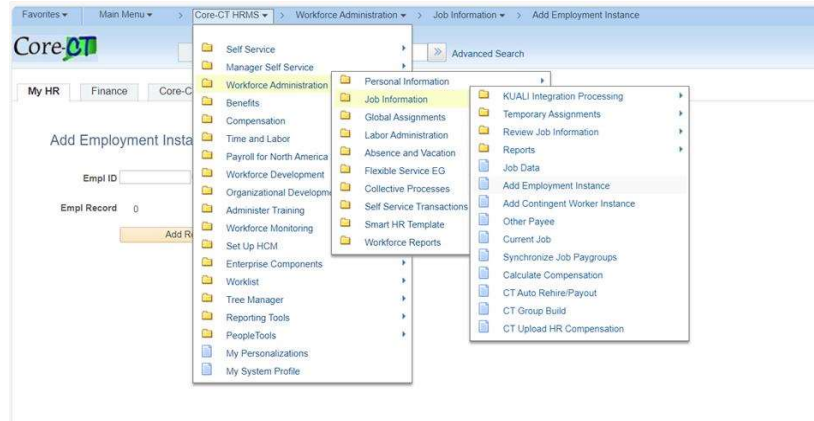 Favorites Main Menu > Core-CT HRMS > Workforce Administration > Job Information > Add Employment Instance
Core-CT
Advanced Search
My HR Finance Core-C
Add Employment Insta
Empl ID
Empl Record 0
Add Re
Self Service
Manager Self Service
Workforce Administration
Benefits
Compensation
Time and Labor
Payroll for North America
Workforce Development
Organizational Developme
Administer Training
Workforce Monitoring
Set Up HCM
Enterprise Components
Worklist
Tree Manager
Reporting Tools
PeopleTools
My Personalizations
My System Profile
Personal Information
Job Information
Global Assignments
Labor Administration
Absence and Vacation
Flexible Service EG
Collective Processes
Self Service Transactions
Smart HR Template
Workforce Reports
KUALI Integration Processing
Temporary Assignments
Review Job Information
Reports
Job Data
Add Employment Instance
Add Contingent Worker Instance
Other Payee
Current Job
Synchronize Job Paygroups
Calculate Compensation
CT Auto Rehire/Payout
CT Group Build
CT Upload HR Compensation